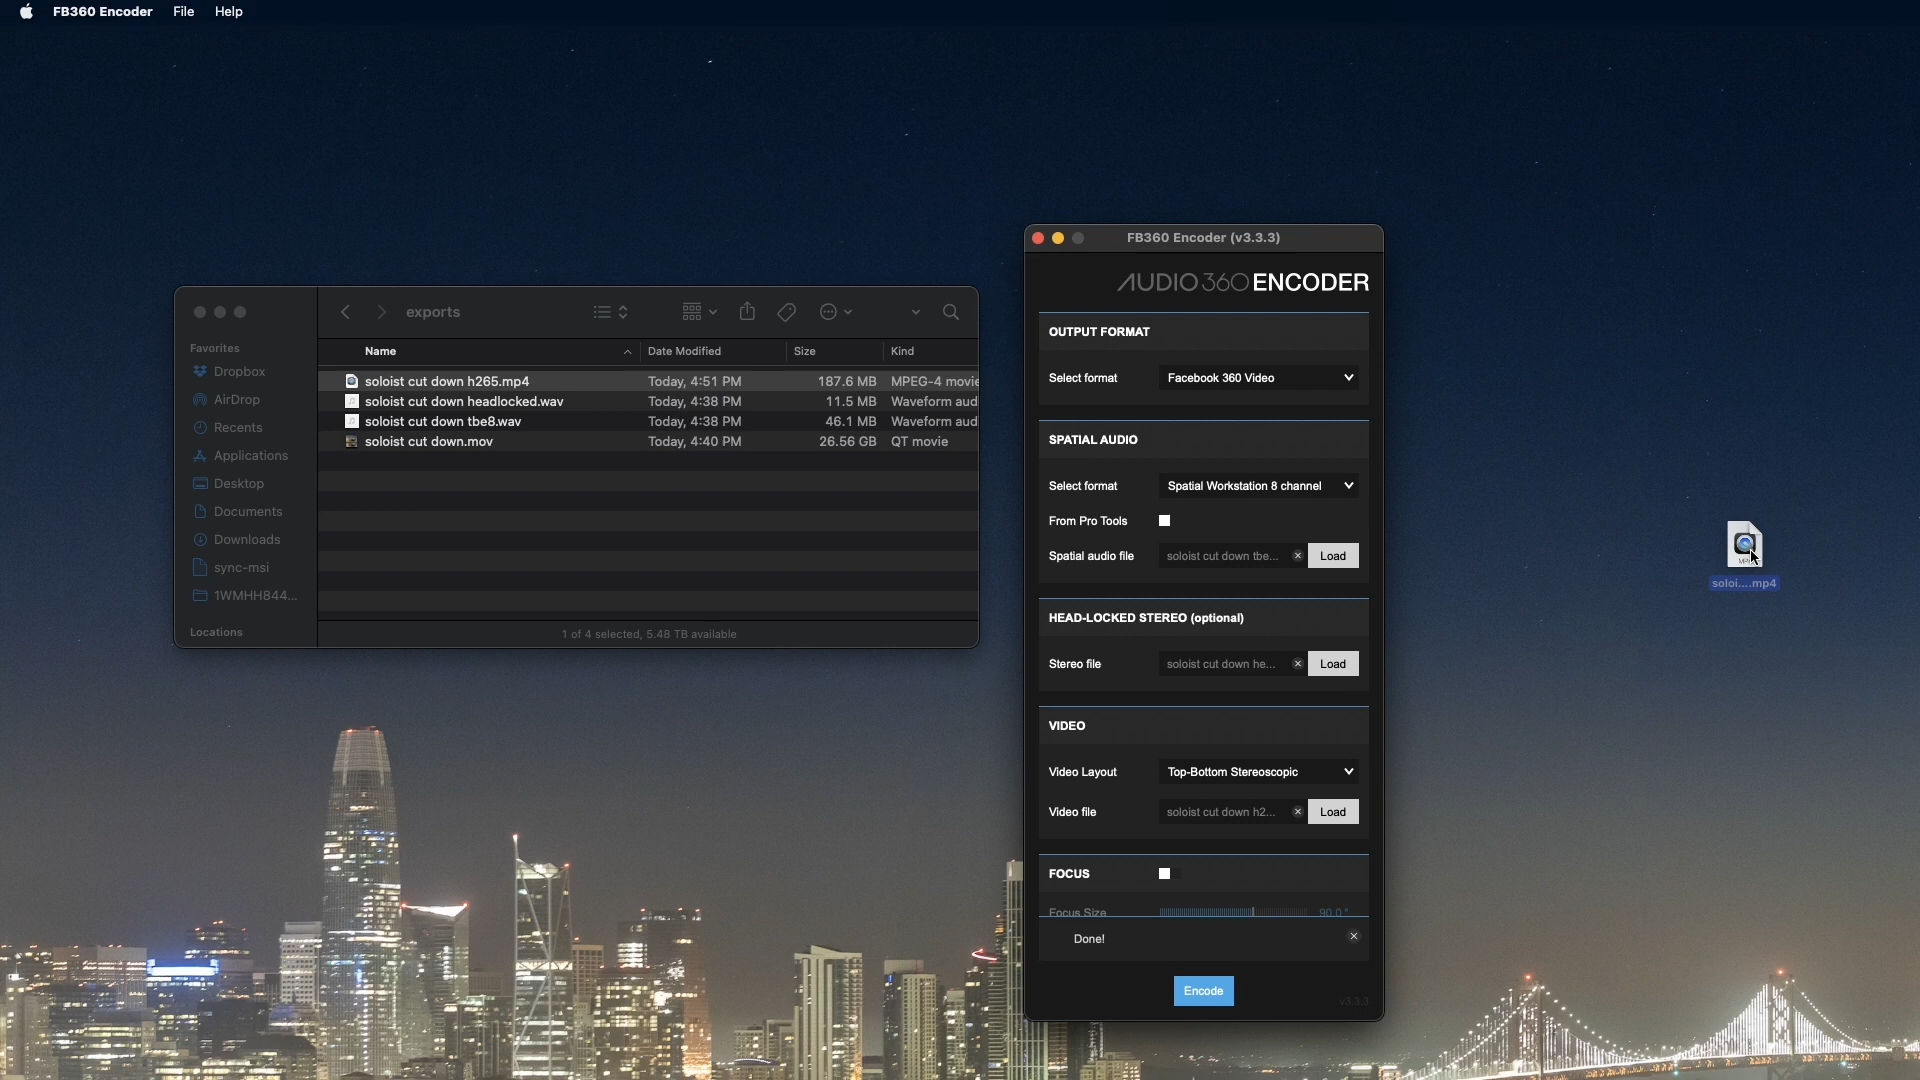 FB360 Encoder File Help
exports
Favorites
Dropbox
AirDrop
Recents
Applications
Desktop
Documents
Downloads
sync-msi
1WMHH844...
Locations
Name Date Modified Size Kind
soloist cut down h265.mp4 Today, 4:51 PM 187.6 MB MPEG-4 movie
soloist cut down headlocked.wav Today, 4:38 PM 11.5 MB Waveform aud
soloist cut down tbe8.wav Today, 4:38 PM 46.1 MB Waveform aud
soloist cut down.mov Today, 4:40 PM 26.56 GB QT movie
1 of 4 selected, 5.48 TB available
FB360 Encoder (v3.3.3)
AUDIO360ENCODER
OUTPUT FORMAT
Select format Facebook 360 Video
SPATIAL AUDIO
Select format Spatial Workstation 8 channel
From Pro Tools
Spatial audio file soloist cut down tbe... Load
HEAD-LOCKED STEREO (optional)
Stereo file soloist cut down he... Load
VIDEO
Video Layout Top-Bottom Stereoscopic
Video file soloist cut down h2... Load
FOCUS
Focus Size 90.0°
Done!
Encode
v3.3.3
soloi....mp4